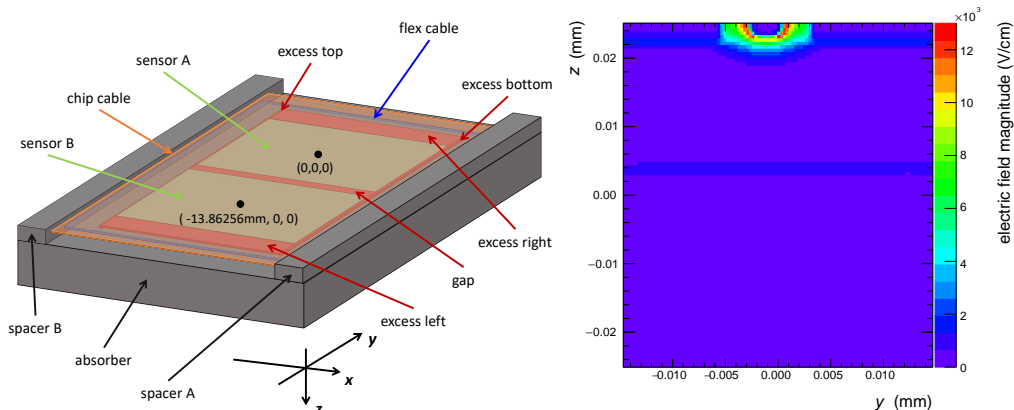 flex cable
excess top
sensor A
excess bottom
chip cable
sensor B
(0,0,0)
( -13.86256mm, 0, 0)
excess right
gap
excess left
spacer B
absorber
spacer A
y
x
z
×10³
z (mm)
0.02
0.01
0.00
−0.01
−0.02
−0.010
−0.005
0.000
0.005
0.010
y (mm)
12
10
8
6
4
2
0
electric field magnitude (V/cm)